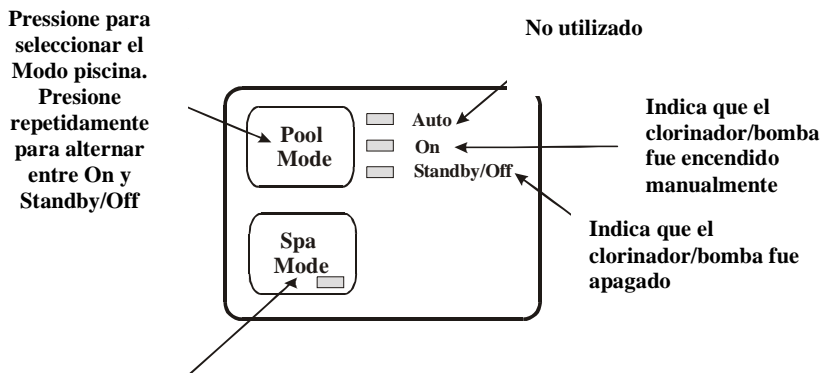 Pressione para
seleccionar el
Modo piscina.
Presione
repetidamente
para alternar
entre On y
Standby/Off
No utilizado
Pool
Mode
Auto
On
Standby/Off
Spa
Mode
Indica que el
clorinador/bomba
fue encendido
manualmente
Indica que el
clorinador/bomba fue
apagado